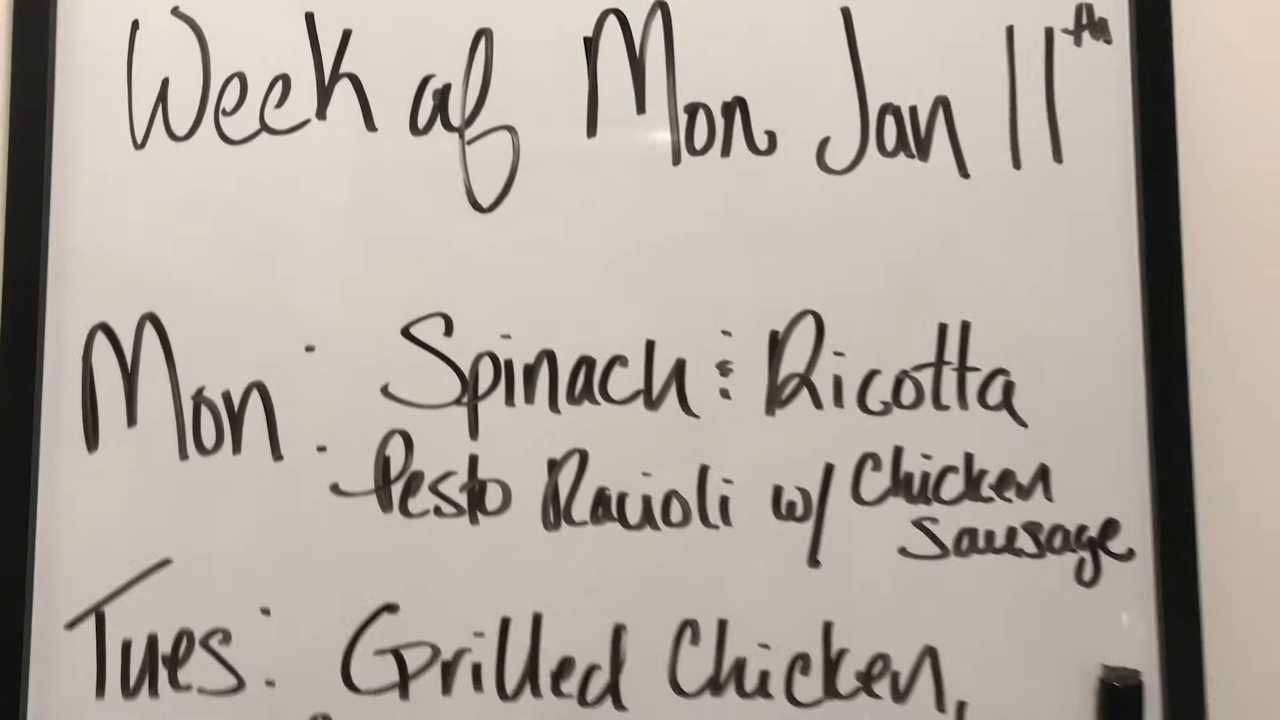 Week of Mon Jan 11th
Mon: Spinach & Ricotta
Pesto Ravioli w/ Chicken
Sausage
Tues: Grilled Chicken,